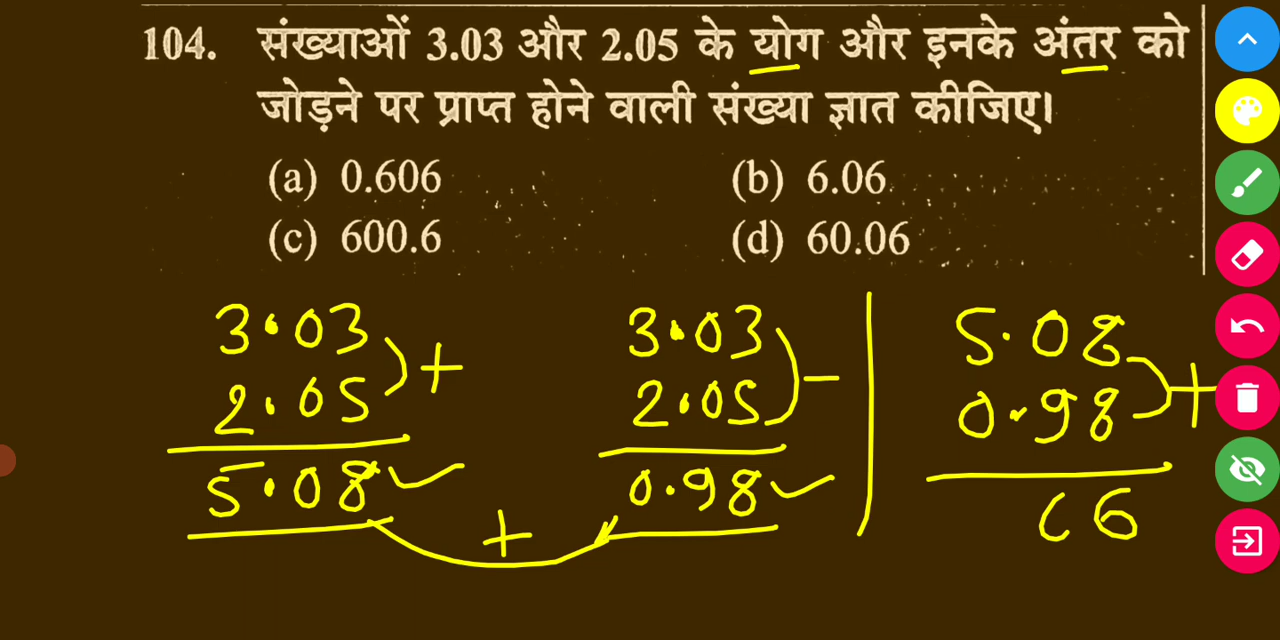 104. संख्याओं 3.03 और 2.05 के योग और इनके अंतर को
जोड़ने पर प्राप्त होने वाली संख्या ज्ञात कीजिए।
(a) 0.606 (b) 6.06
(c) 600.6 (d) 60.06
3.03 + 3.03 - 5.08 +
2.05 2.05 0.98
5.08 0.98 6
+